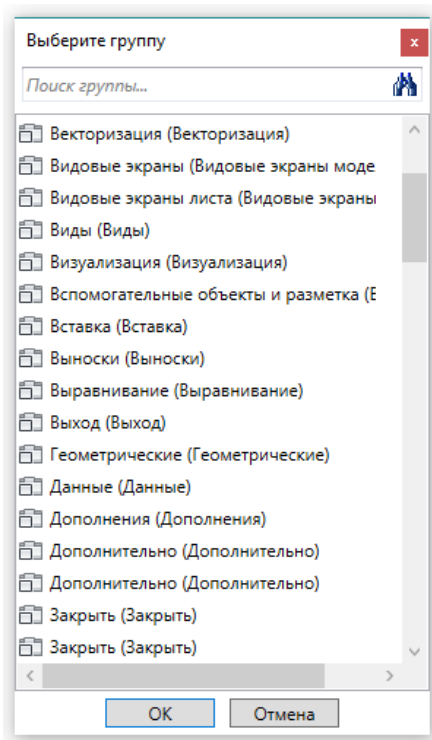 Выберите группу
x
Поиск группы...
Векторизация (Векторизация)
Видовые экраны (Видовые экраны моде
Видовые экраны листа (Видовые экраны
Виды (Виды)
Визуализация (Визуализация)
Вспомогательные объекты и разметка (В
Вставка (Вставка)
Выноски (Выноски)
Выравнивание (Выравнивание)
Выход (Выход)
Геометрические (Геометрические)
Данные (Данные)
Дополнения (Дополнения)
Дополнительно (Дополнительно)
Дополнительно (Дополнительно)
Закрыть (Закрыть)
Закрыть (Закрыть)
ОК Отмена